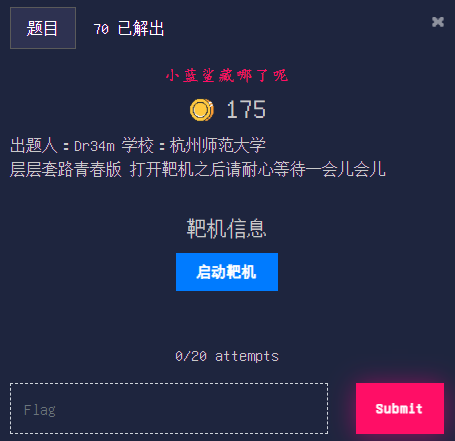 题目 70 已解出
小蓝鲨藏哪了呢
175
出题人：Dr34m 学校：杭州师范大学
层层套路青春版 打开靶机之后请耐心等待一会儿会儿
靶机信息
启动靶机
0/20 attempts
Flag Submit